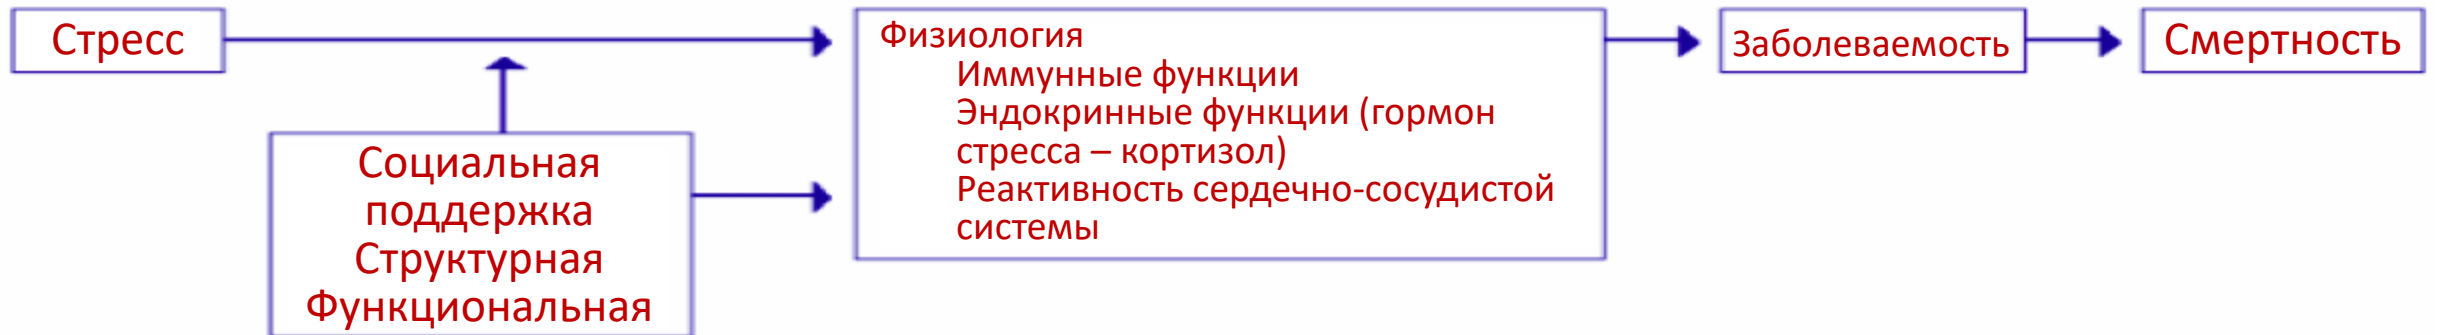 Стресс
Физиология
Иммунные функции
Эндокринные функции (гормон
стресса – кортизол)
Реактивность сердечно-сосудистой
системы
Заболеваемость
Смертность
Социальная
поддержка
Структурная
Функциональная